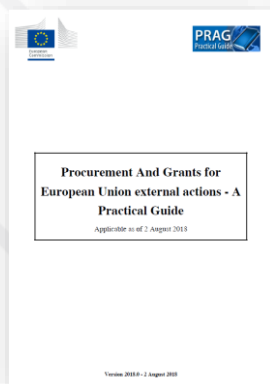 European
Commission
PRAG
Practical Guide
Procurement And Grants for
European Union external actions - A
Practical Guide
Applicable as of 2 August 2018
Version 2018.0 - 2 August 2018